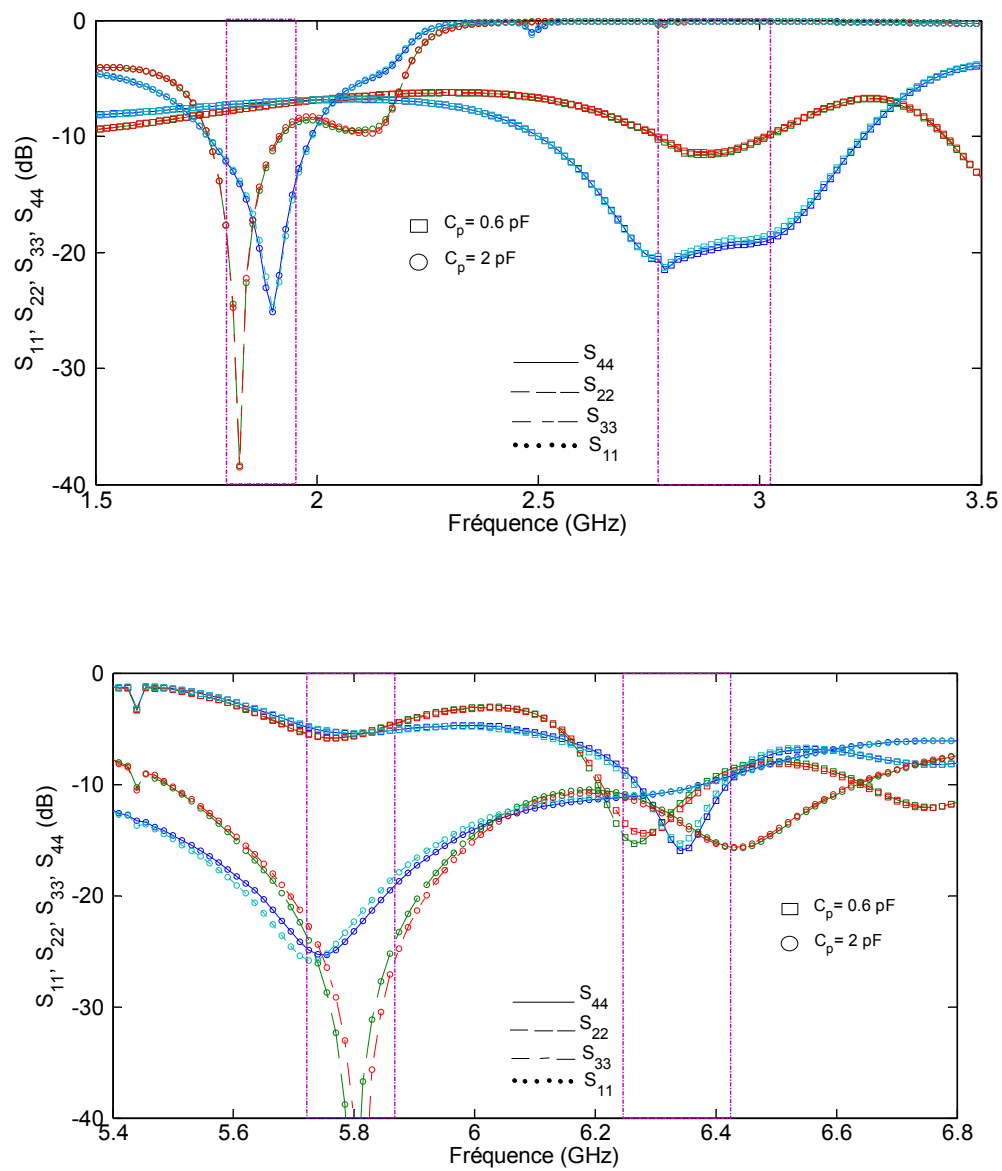 0
-10
-20
-30
-40
S11, S22, S33, S44 (dB)
Cp= 0.6 pF
Cp= 2 pF
S44
S22
S33
S11
1.5 2 2.5 3 3.5
Fréquence (GHz)
0
-10
-20
-30
-40
S11, S22, S33, S44 (dB)
Cp= 0.6 pF
Cp= 2 pF
S44
S22
S33
S11
5.4 5.6 5.8 6 6.2 6.4 6.6 6.8
Fréquence (GHz)